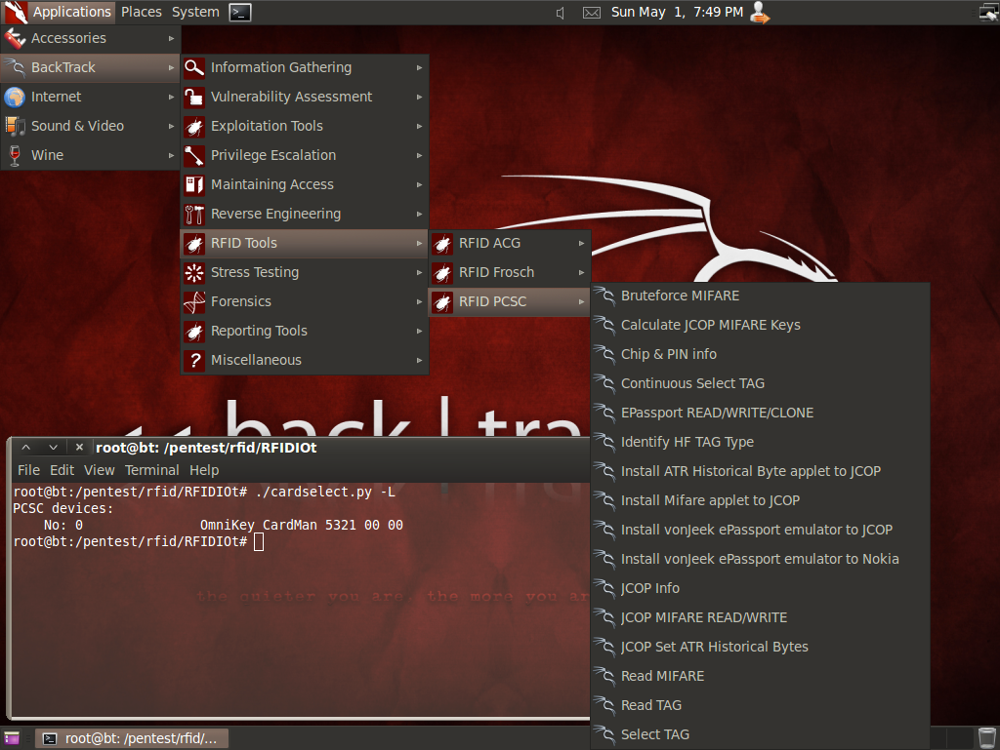 Applications Places System
Sun May 1, 7:49 PM
Accessories
BackTrack
Internet
Sound & Video
Wine
Information Gathering
Vulnerability Assessment
Exploitation Tools
Privilege Escalation
Maintaining Access
Reverse Engineering
RFID Tools
Stress Testing
Forensics
Reporting Tools
Miscellaneous
RFID ACG
RFID Frosch
RFID PCSC
Bruteforce MIFARE
Calculate JCOP MIFARE Keys
Chip & PIN info
Continuous Select TAG
EPassport READ/WRITE/CLONE
Identify HF TAG Type
Install ATR Historical Byte applet to JCOP
Install Mifare applet to JCOP
Install vonJeek ePassport emulator to JCOP
Install vonJeek ePassport emulator to Nokia
JCOP Info
JCOP MIFARE READ/WRITE
JCOP Set ATR Historical Bytes
Read MIFARE
Read TAG
Select TAG
<< back | tra
root@bt: /pentest/rfid/RFIDIOt
File Edit View Terminal Help
root@bt:/pentest/rfid/RFIDIOt# ./cardselect.py -L
PCSC devices:
No: 0 OmniKey CardMan 5321 00 00
root@bt:/pentest/rfid/RFIDIOt#
the quieter you are, the more you ar
root@bt: /pentest/rfid/...